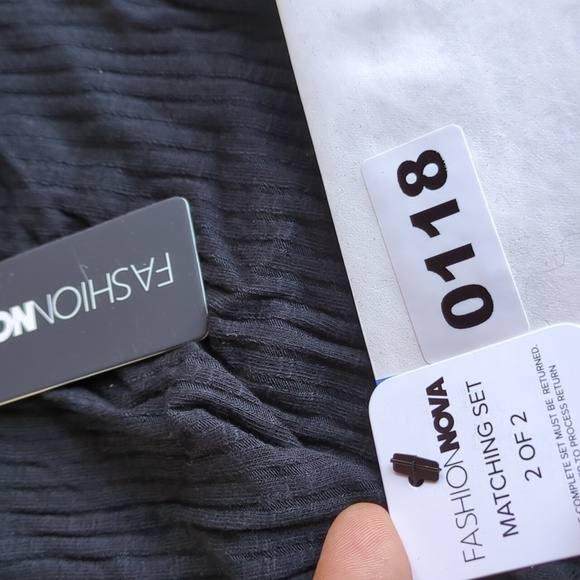 FASHIONNO
0118
FASHIONNOVA
MATCHING SET
2 OF 2
COMPLETE SET MUST BE RETURNED.
TO PROCESS RETURN